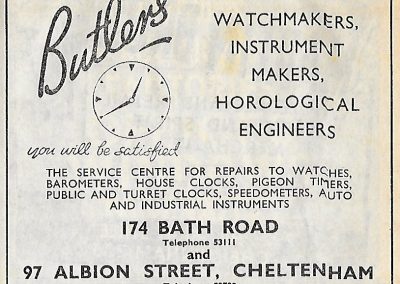 Butlers
WATCHMAKERS,
INSTRUMENT
MAKERS,
HOROLOGICAL
ENGINEERS
you will be satisfied
THE SERVICE CENTRE FOR REPAIRS TO WATCHES,
BAROMETERS, HOUSE CLOCKS, PIGEON TIMERS,
PUBLIC AND TURRET CLOCKS, SPEEDOMETERS, AUTO
AND INDUSTRIAL INSTRUMENTS
174 BATH ROAD
Telephone 53111
and
97 ALBION STREET, CHELTENHAM